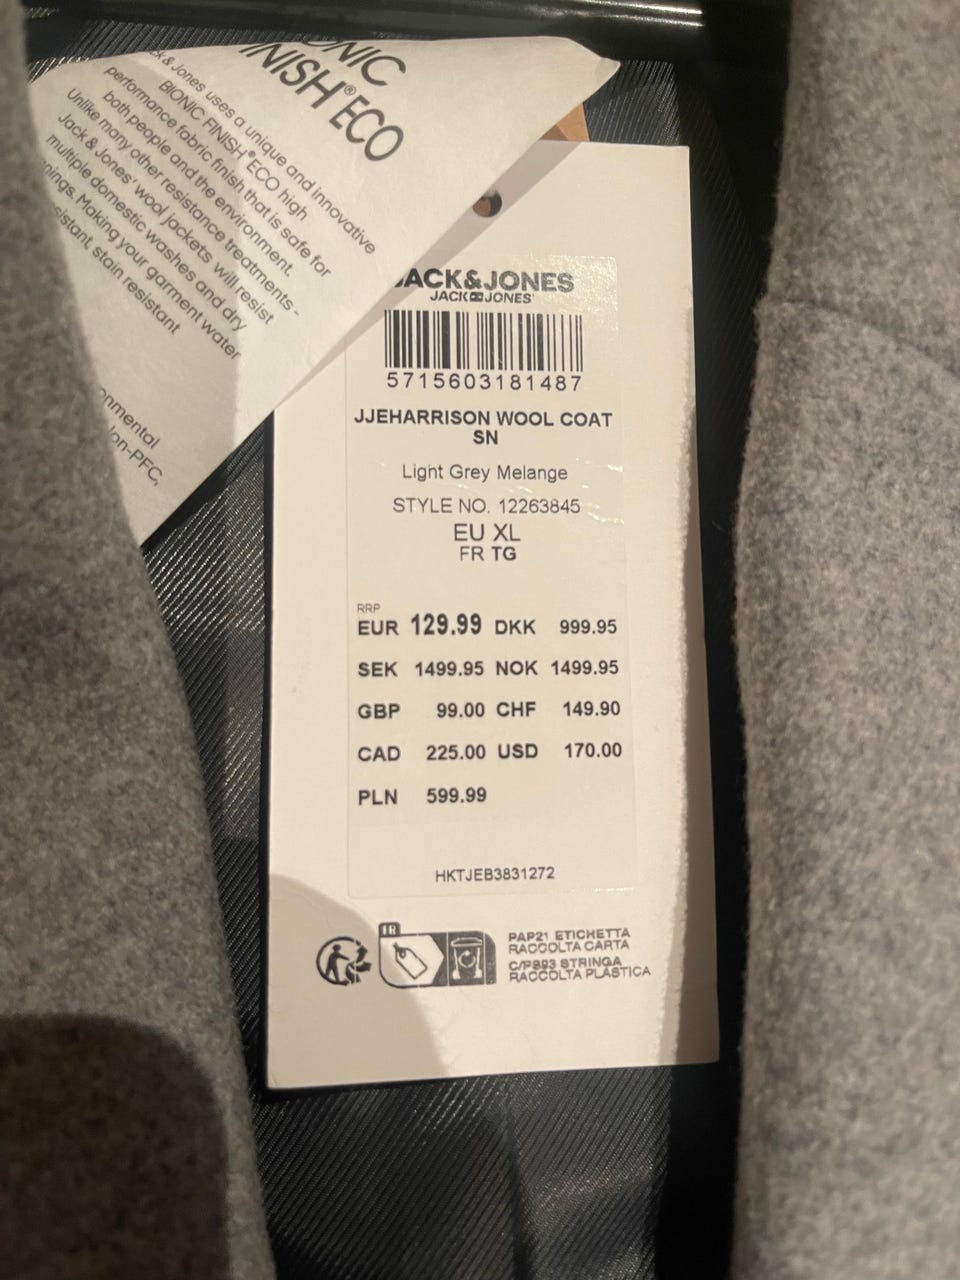 NIC
FINISH® ECO
& Jones uses a unique and innovative
BIONIC FINISH® ECO high
performance fabric finish that is safe for
both people and the environment.
Unlike many other resistance treatments -
Jack & Jones' wool jackets will resist
multiple domestic washes and dry
Making your garment water
stain resistant
JACK&JONES
JACK JONES
5715603181487
JJEHARRISON WOOL COAT
SN
Light Grey Melange
STYLE NO. 12263845
EU XL
FR TG
RRP
EUR 129.99 DKK 999.95
SEK 1499.95 NOK 1499.95
GBP 99.00 CHF 149.90
CAD 225.00 USD 170.00
PLN 599.99
HKTJEB3831272
FR
PAP21 ETICHETTA
RACCOLTA CARTA
C/PB93 STRINGA
RACCOLTA PLASTICA